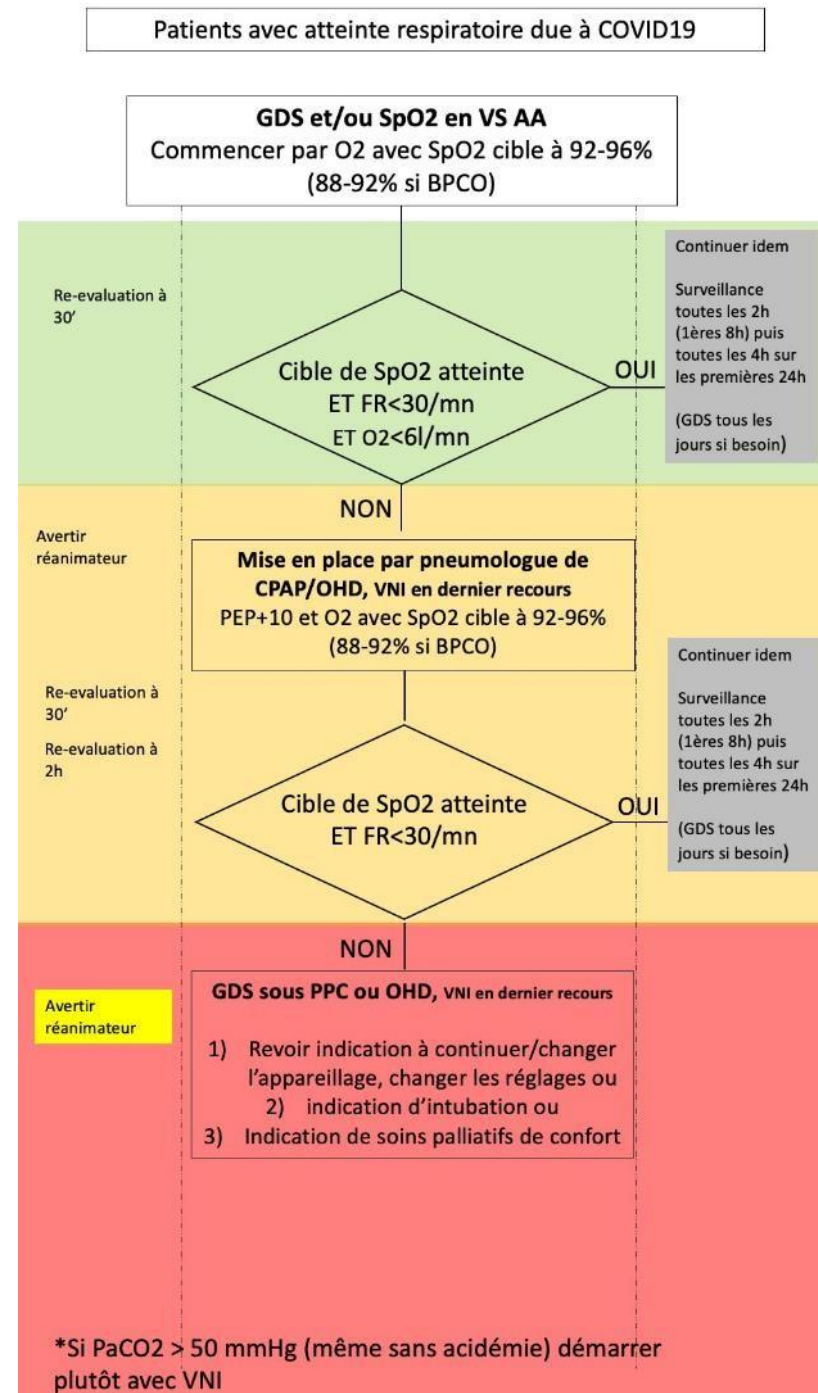 Patients avec atteinte respiratoire due à COVID19
GDS et/ou SpO2 en VS AA
Commencer par O2 avec SpO2 cible à 92-96%
(88-92% si BPCO)
Re-evaluation à
30′
Cible de SpO2 atteinte
ET FR<30/mn
ET O2<6l/mn
OUI
Continuer idem
Surveillance
toutes les 2h
(1ères 8h) puis
toutes les 4h sur
les premières 24h
(GDS tous les
jours si besoin)
NON
Avertir
réanimateur
Mise en place par pneumologue de
CPAP/OHD, VNI en dernier recours
PEP+10 et O2 avec SpO2 cible à 92-96%
(88-92% si BPCO)
Re-evaluation à
30′
Re-evaluation à
2h
Cible de SpO2 atteinte
ET FR<30/mn
OUI
Continuer idem
Surveillance
toutes les 2h
(1ères 8h) puis
toutes les 4h sur
les premières 24h
(GDS tous les
jours si besoin)
NON
Avertir
réanimateur
GDS sous PPC ou OHD, VNI en dernier recours
1) Revoir indication à continuer/changer
l’appareillage, changer les réglages ou
2) indication d’intubation ou
3) Indication de soins palliatifs de confort
*Si PaCO2 > 50 mmHg (même sans acidémie) démarrer
plutôt avec VNI